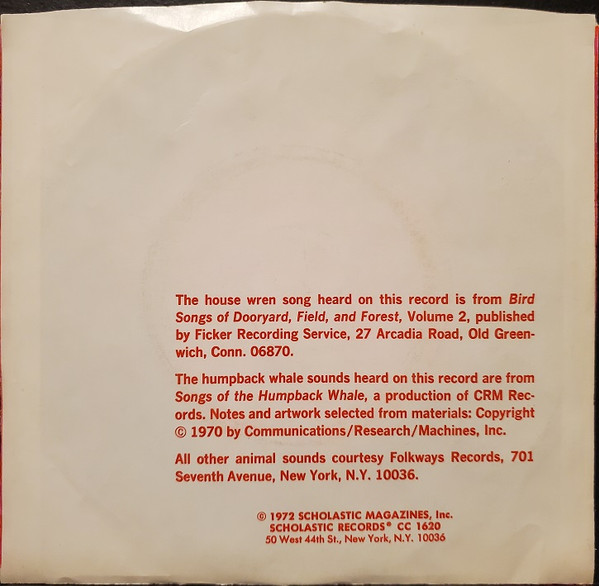 The house wren song heard on this record is from Bird
Songs of Dooryard, Field, and Forest, Volume 2, published
by Ficker Recording Service, 27 Arcadia Road, Old Green-
wich, Conn. 06870.
The humpback whale sounds heard on this record are from
Songs of the Humpback Whale, a production of CRM Rec-
ords. Notes and artwork selected from materials: Copyright
© 1970 by Communications/Research/Machines, Inc.
All other animal sounds courtesy Folkways Records, 701
Seventh Avenue, New York, N.Y. 10036.
© 1972 SCHOLASTIC MAGAZINES, Inc.
SCHOLASTIC RECORDS® CC 1620
50 West 44th St., New York, N.Y. 10036